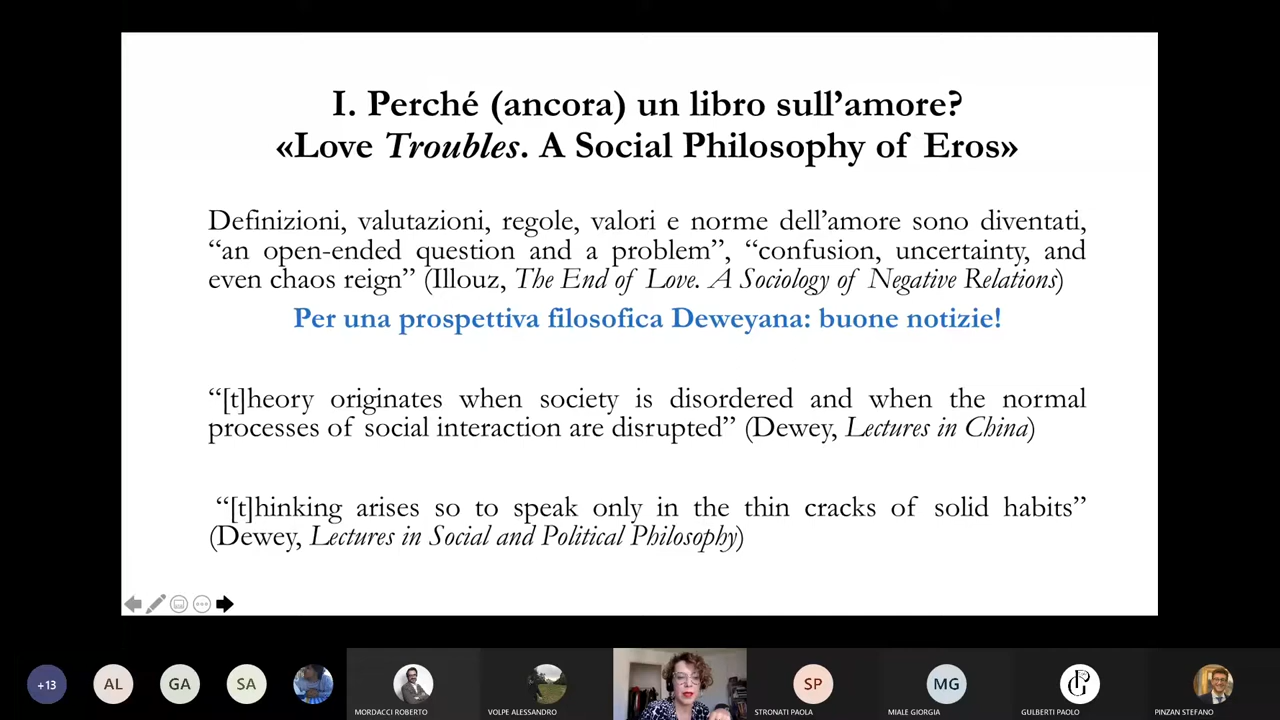 I. Perché (ancora) un libro sull’amore?
«Love Troubles. A Social Philosophy of Eros»
Definizioni, valutazioni, regole, valori e norme dell’amore sono diventati,
“an open-ended question and a problem”, “confusion, uncertainty, and
even chaos reign” (Illouz, The End of Love. A Sociology of Negative Relations)
Per una prospettiva filosofica Deweyana: buone notizie!
“[t]heory originates when society is disordered and when the normal
processes of social interaction are disrupted” (Dewey, Lectures in China)
“[t]hinking arises so to speak only in the thin cracks of solid habits”
(Dewey, Lectures in Social and Political Philosophy)
+13
AL
GA
SA
MORDACCI ROBERTO
VOLPE ALESSANDRO
SP
STRONATI PAOLA
MG
MIALE GIORGIA
GULBERTI PAOLO
PINZAN STEFANO